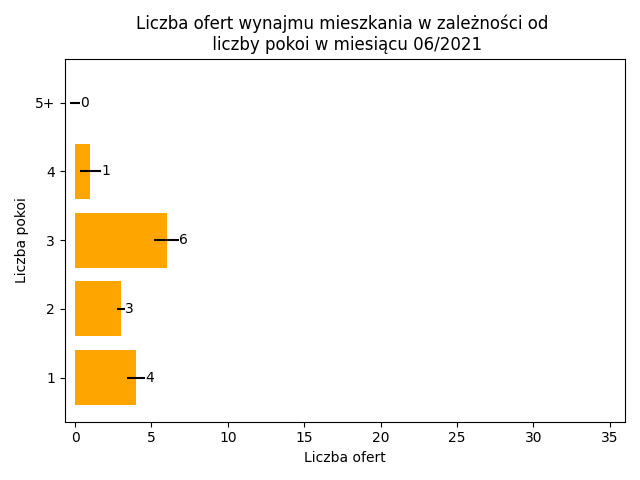 Liczba ofert wynajmu mieszkania w zależności od
liczby pokoi w miesiącu 06/2021
5+
0
4
1
3
6
2
3
1
4
Liczba pokoi
0 5 10 15 20 25 30 35
Liczba ofert